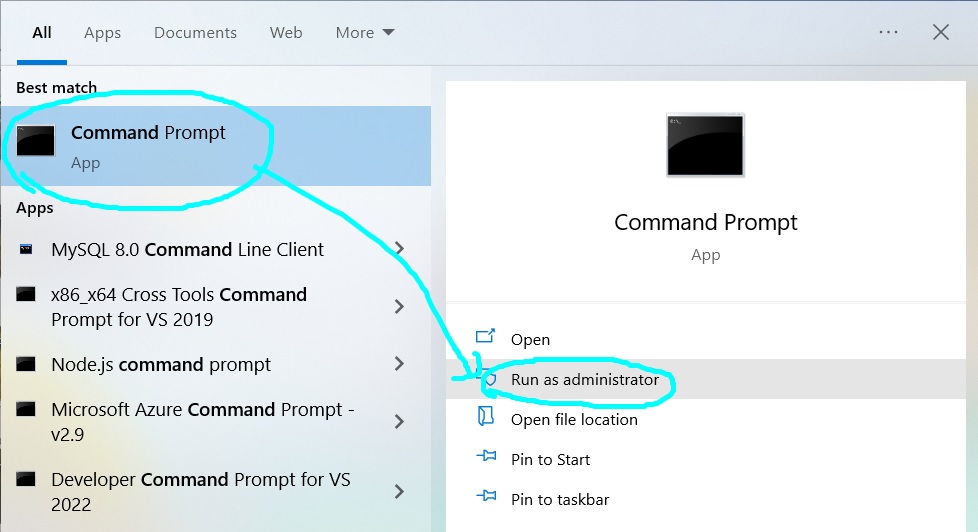 All
Apps
Documents
Web
More
Best match
Command Prompt
App
Apps
MySQL 8.0 Command Line Client
x86_x64 Cross Tools Command
Prompt for VS 2019
Node.js command prompt
Microsoft Azure Command Prompt -
v2.9
Developer Command Prompt for VS
2022
Command Prompt
App
Open
Run as administrator
Open file location
Pin to Start
Pin to taskbar